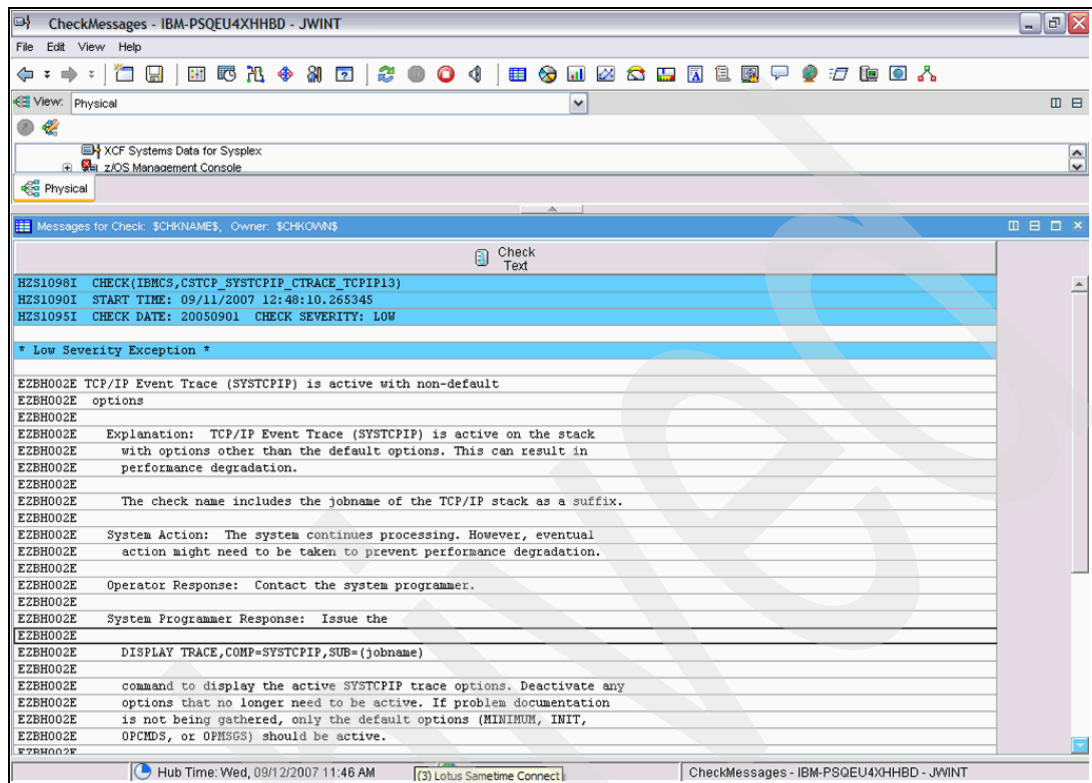 CheckMessages - IBM-PSQEU4XHHBD - JWINT
File Edit View Help
View: Physical
XCF Systems Data for Sysplex
z/OS Management Console
Physical
Messages for Check: $CHKNAME$, Owner: $CHKOWN$
Check
Text
HZS1098I CHECK(IBMCS,CSTCP_SYSTCPIP_CTRACE_TCPIP13)
HZS1090I START TIME: 09/11/2007 12:48:10.265345
HZS1095I CHECK DATE: 20050901 CHECK SEVERITY: LOW
* Low Severity Exception *
EZBH002E TCP/IP Event Trace (SYSTCPIP) is active with non-default
EZBH002E options
EZBH002E
EZBH002E Explanation: TCP/IP Event Trace (SYSTCPIP) is active on the stack
EZBH002E with options other than the default options. This can result in
EZBH002E performance degradation.
EZBH002E
EZBH002E The check name includes the jobname of the TCP/IP stack as a suffix.
EZBH002E
EZBH002E System Action: The system continues processing. However, eventual
EZBH002E action might need to be taken to prevent performance degradation.
EZBH002E
EZBH002E Operator Response: Contact the system programmer.
EZBH002E
EZBH002E System Programmer Response: Issue the
EZBH002E
EZBH002E DISPLAY TRACE,COMP=SYSTCPIP,SUB=(jobname)
EZBH002E
EZBH002E command to display the active SYSTCPIP trace options. Deactivate any
EZBH002E options that no longer need to be active. If problem documentation
EZBH002E is not being gathered, only the default options (MINIMUM, INIT,
EZBH002E OPCMDS, or OPMSGS) should be active.
EZBH002E
Hub Time: Wed, 09/12/2007 11:46 AM
(3) Lotus Sametime Connect
CheckMessages - IBM-PSQEU4XHHBD - JWINT